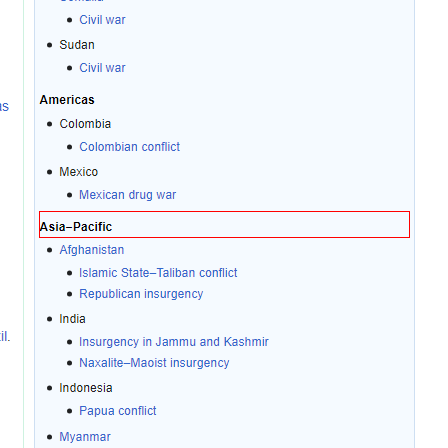 Civil war
Sudan
Civil war
Americas
Colombia
Colombian conflict
Mexico
Mexican drug war
Asia–Pacific
Afghanistan
Islamic State–Taliban conflict
Republican insurgency
India
Insurgency in Jammu and Kashmir
Naxalite–Maoist insurgency
Indonesia
Papua conflict
Myanmar